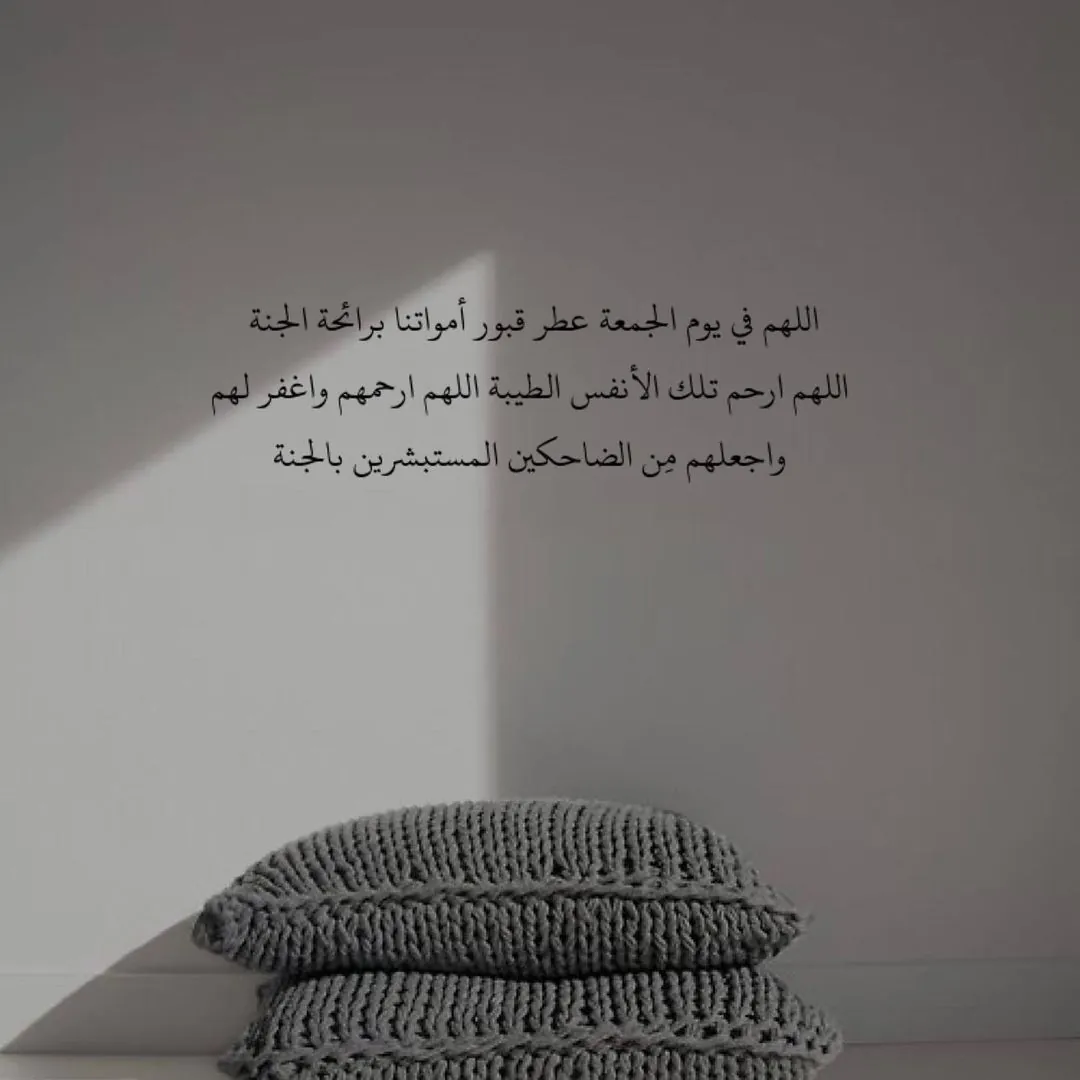 اللهم في يوم الجمعة عطر قبور أمواتنا برائحة الجنة
اللهم ارحم تلك الأنفس الطيبة اللهم ارحمهم واغفر لهم
واجعلهم مِن الضاحكين المستبشرين بالجنة